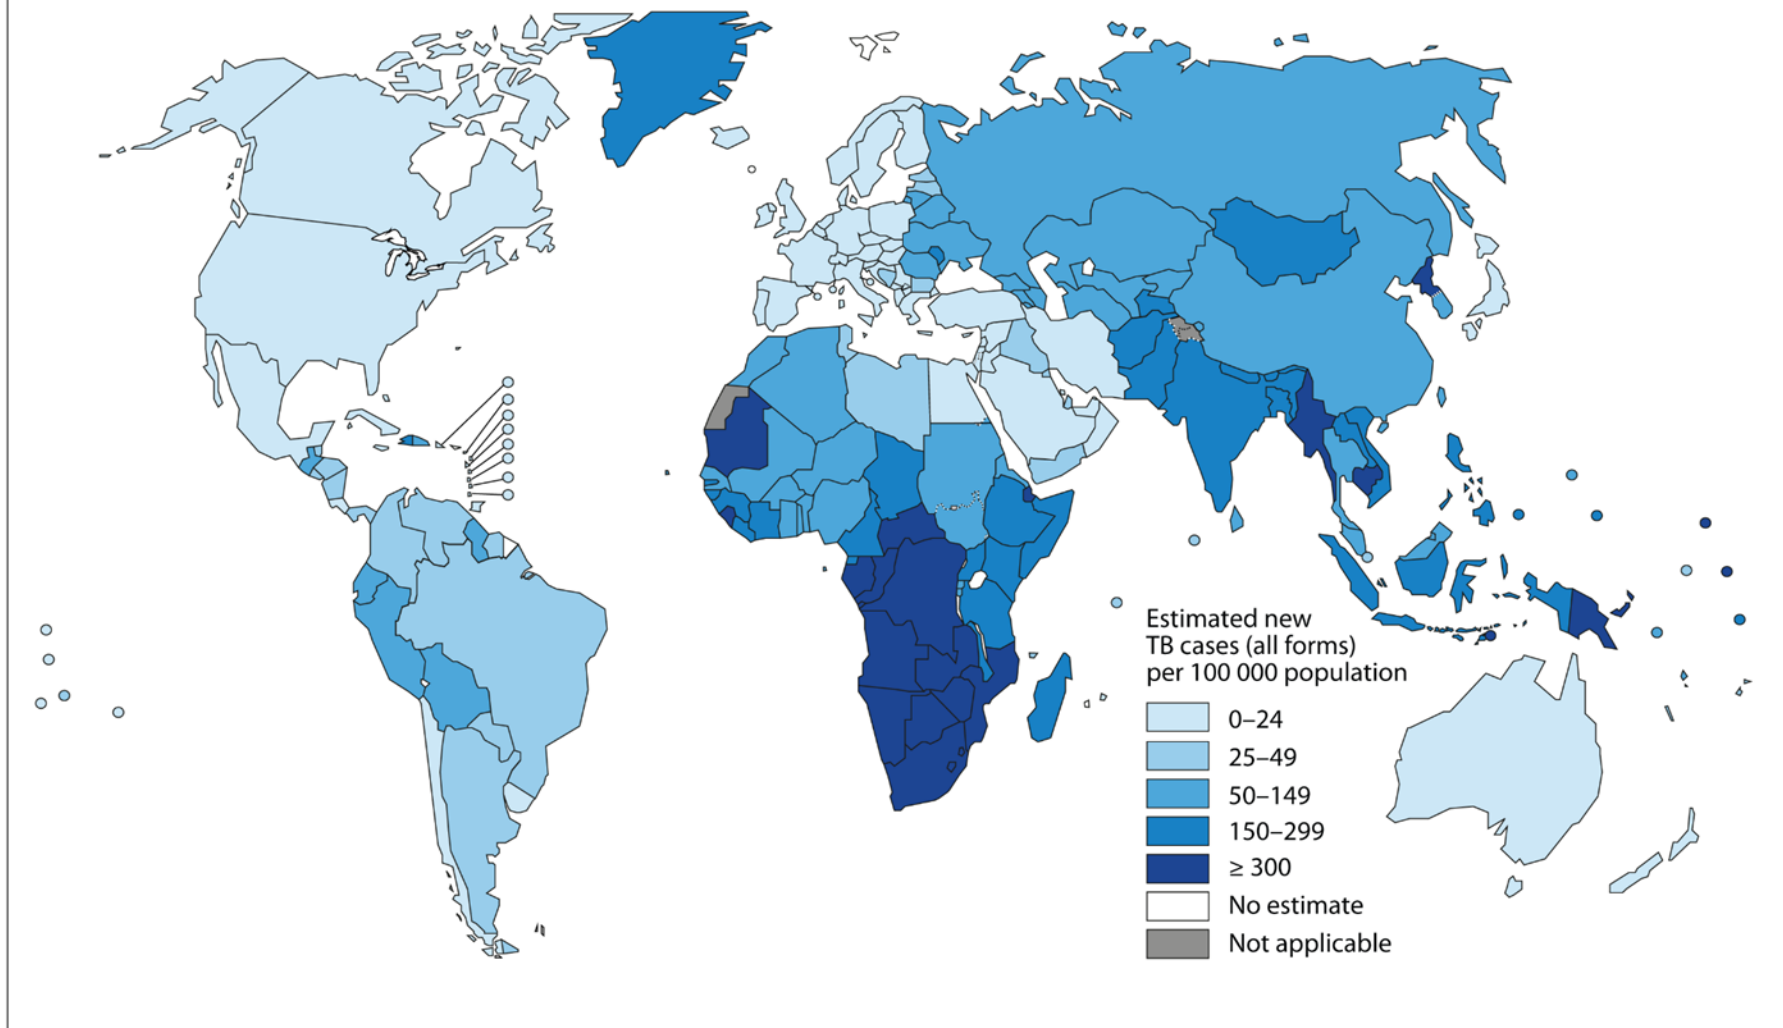 Estimated new
TB cases (all forms)
per 100 000 population
0–24
25–49
50–149
150–299
≥ 300
No estimate
Not applicable